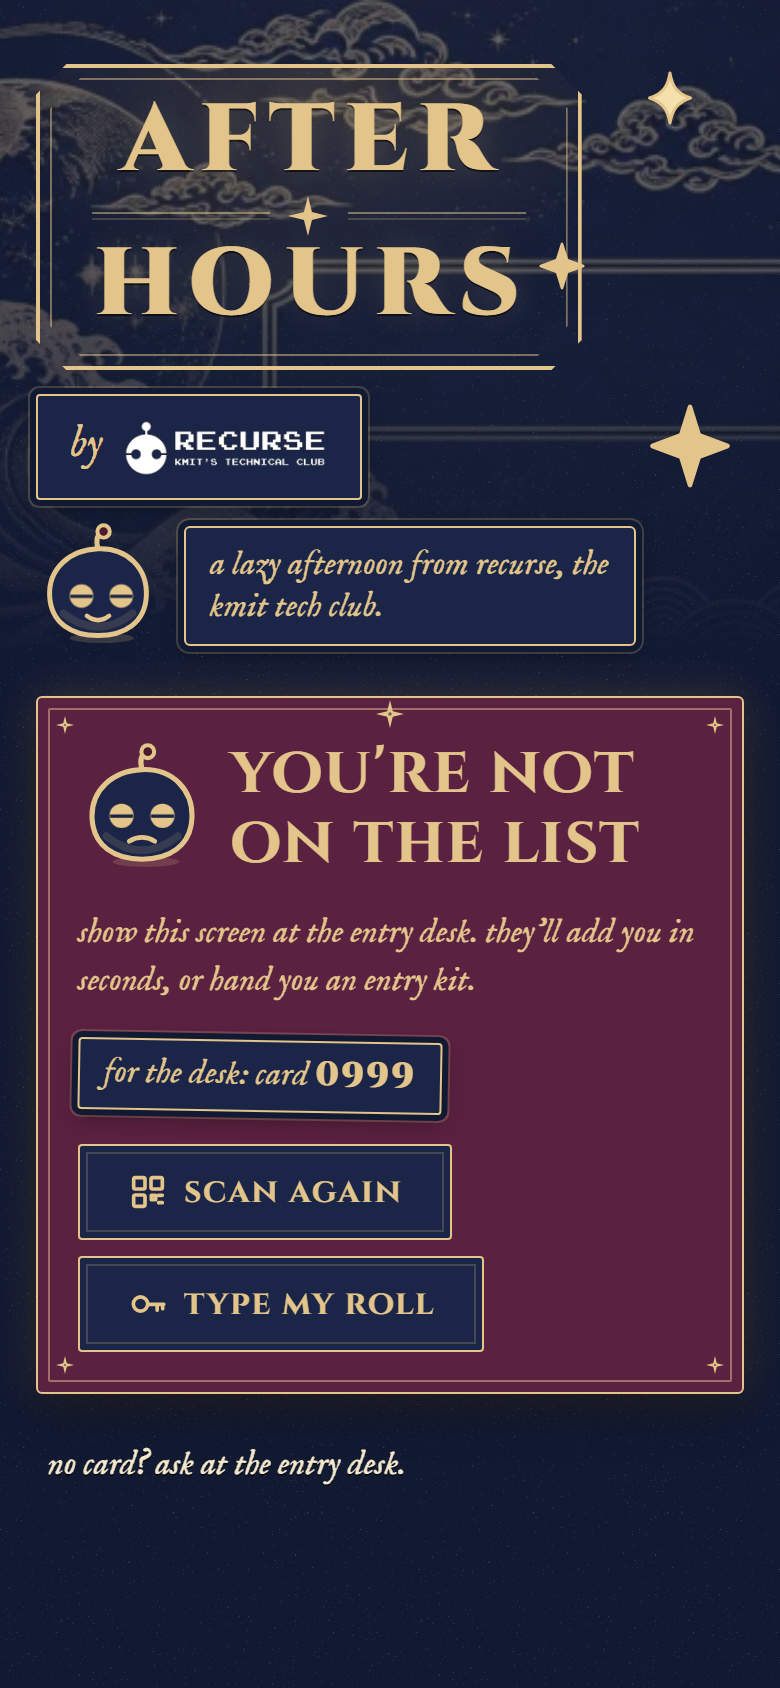 AFTER
HOURS
by RECURSE
KMIT'S TECHNICAL CLUB
a lazy afternoon from recurse, the
kmit tech club.
YOU'RE NOT
ON THE LIST
show this screen at the entry desk. they'll add you in
seconds, or hand you an entry kit.
for the desk: card 0999
SCAN AGAIN
TYPE MY ROLL
no card? ask at the entry desk.